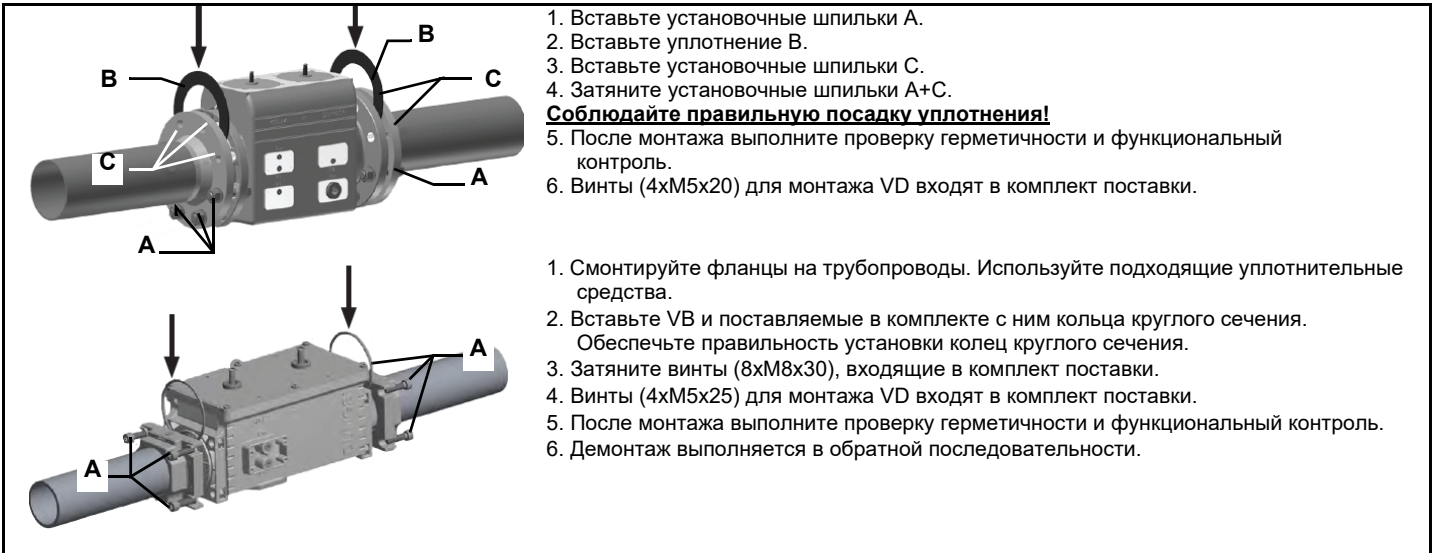 B
B
C
C
A
A
1. Вставьте установочные шпильки A.
2. Вставьте уплотнение B.
3. Вставьте установочные шпильки C.
4. Затяните установочные шпильки A+C.
Соблюдайте правильную посадку уплотнения!
5. После монтажа выполните проверку герметичности и функциональный
контроль.
6. Винты (4xM5x20) для монтажа VD входят в комплект поставки.
A
A
1. Смонтируйте фланцы на трубопроводы. Используйте подходящие уплотнительные
средства.
2. Вставьте VB и поставляемые в комплекте с ним кольца круглого сечения.
Обеспечьте правильность установки колец круглого сечения.
3. Затяните винты (8xM8x30), входящие в комплект поставки.
4. Винты (4xM5x25) для монтажа VD входят в комплект поставки.
5. После монтажа выполните проверку герметичности и функциональный контроль.
6. Демонтаж выполняется в обратной последовательности.